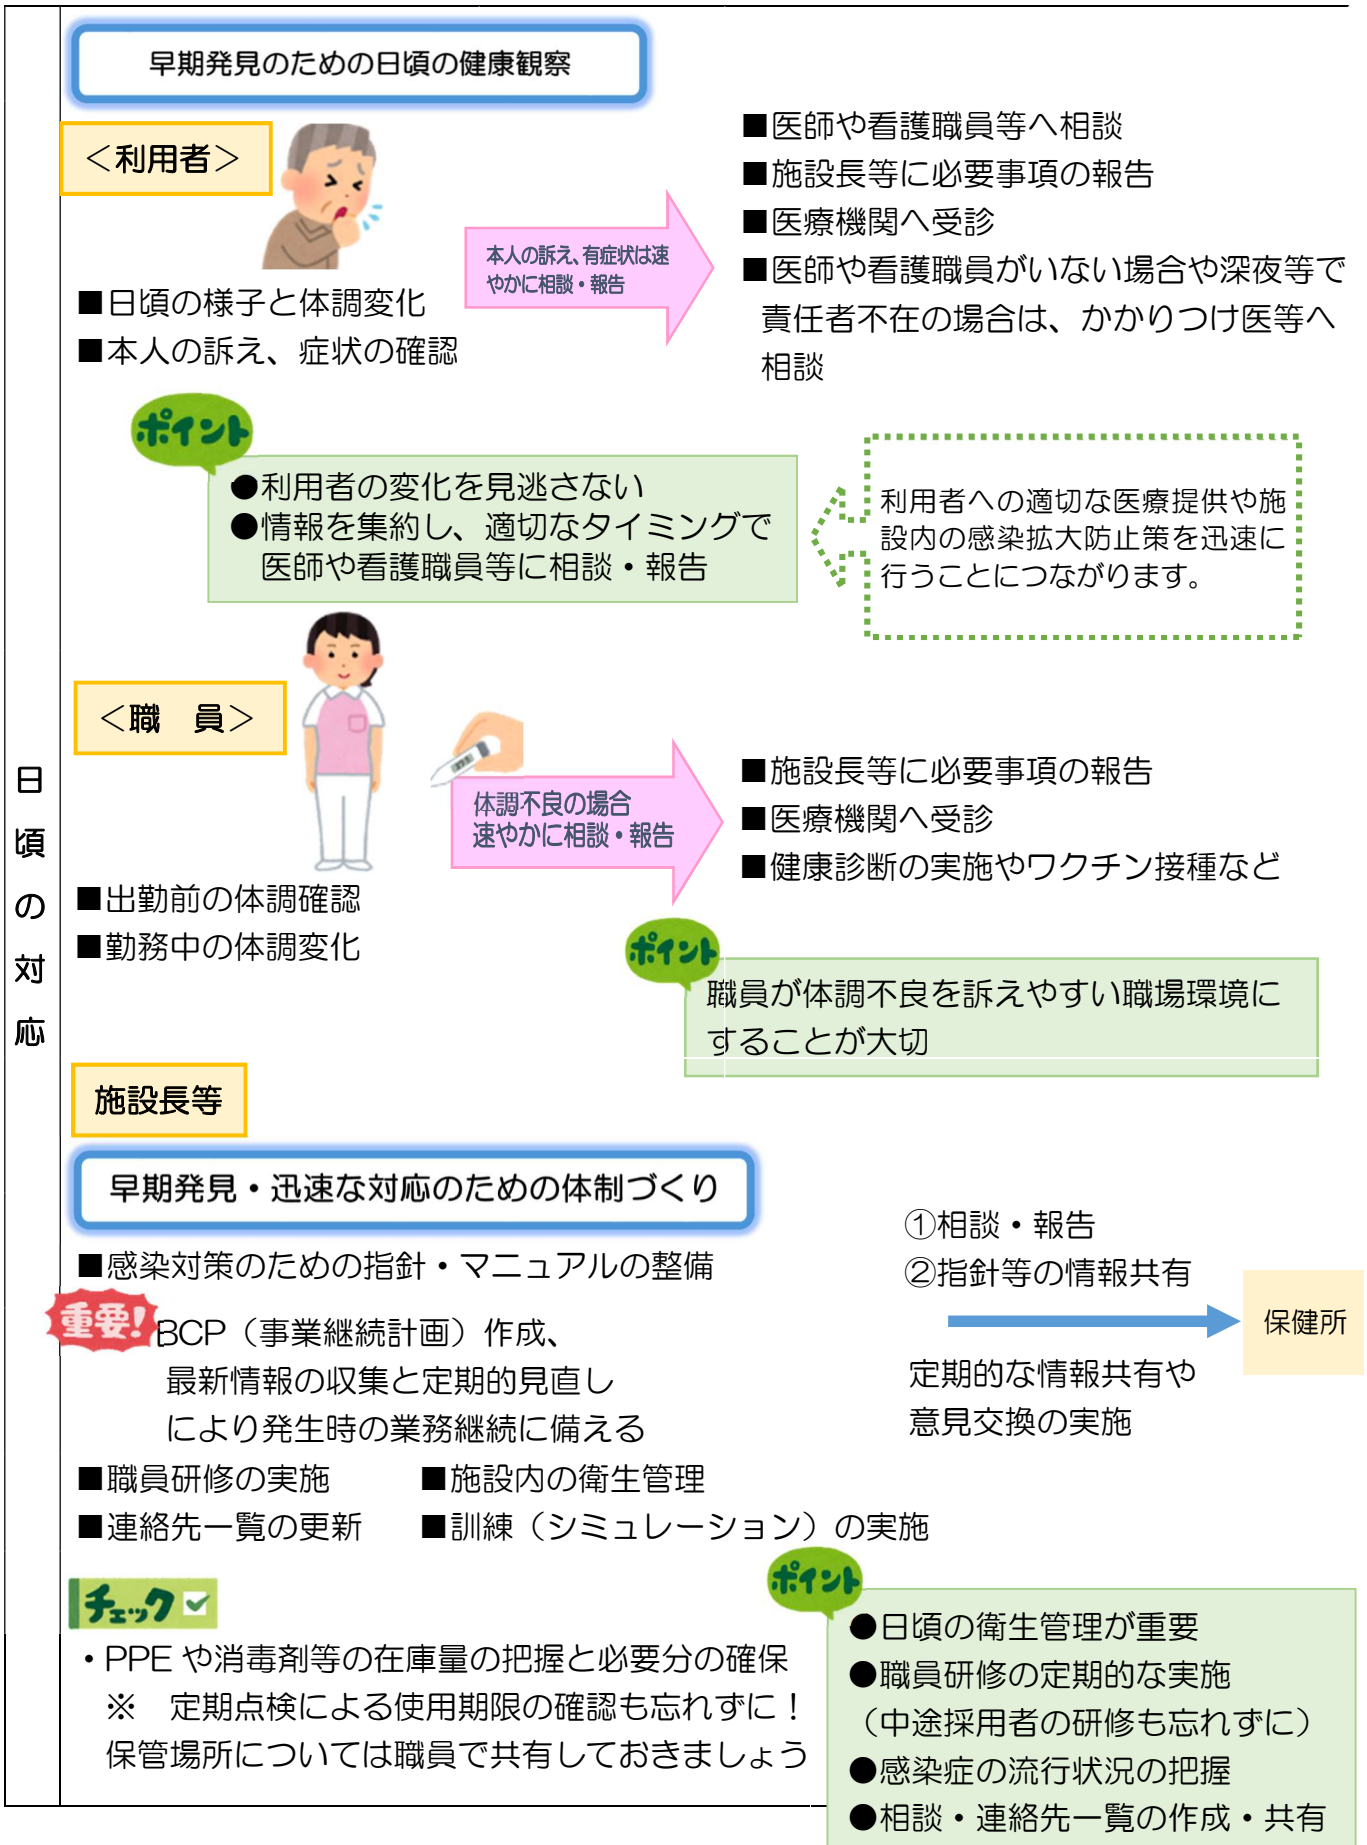 日頃の対応
早期発見のための日頃の健康観察
＜利用者＞
■日頃の様子と体調変化
■本人の訴え、症状の確認
本人の訴え、有症状は速
やかに相談・報告
■医師や看護職員等へ相談
■施設長等に必要事項の報告
■医療機関へ受診
■医師や看護職員がいない場合や深夜等で
責任者不在の場合は、かかりつけ医等へ
相談
ポイント
●利用者の変化を見逃さない
●情報を集約し、適切なタイミングで
医師や看護職員等に相談・報告
利用者への適切な医療提供や施
設内の感染拡大防止策を迅速に
行うことにつながります。
＜職　員＞
■出勤前の体調確認
■勤務中の体調変化
体調不良の場合
速やかに相談・報告
■施設長等に必要事項の報告
■医療機関へ受診
■健康診断の実施やワクチン接種など
ポイント
職員が体調不良を訴えやすい職場環境に
することが大切
施設長等
早期発見・迅速な対応のための体制づくり
■感染対策のための指針・マニュアルの整備
重要！
BCP（事業継続計画）作成、
最新情報の収集と定期的見直し
により発生時の業務継続に備える
■職員研修の実施　■施設内の衛生管理
■連絡先一覧の更新　■訓練（シミュレーション）の実施
①相談・報告
②指針等の情報共有
保健所
定期的な情報共有や
意見交換の実施
チェック
・PPE や消毒剤等の在庫量の把握と必要分の確保
※　定期点検による使用期限の確認も忘れずに！
保管場所については職員で共有しておきましょう
ポイント
●日頃の衛生管理が重要
●職員研修の定期的な実施
（中途採用者の研修も忘れずに）
●感染症の流行状況の把握
●相談・連絡先一覧の作成・共有